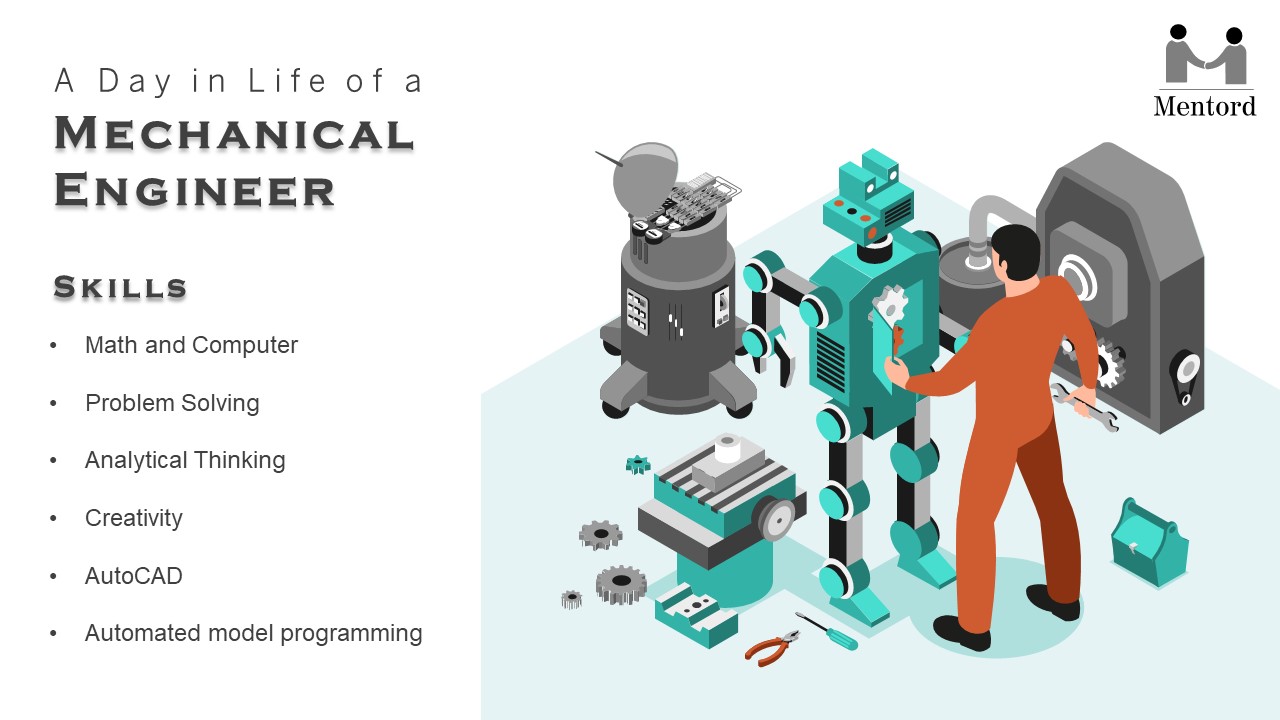 A Day in Life of a
MECHANICAL
ENGINEER
SKILLS
• Math and Computer
• Problem Solving
• Analytical Thinking
• Creativity
• AutoCAD
• Automated model programming
Mentord